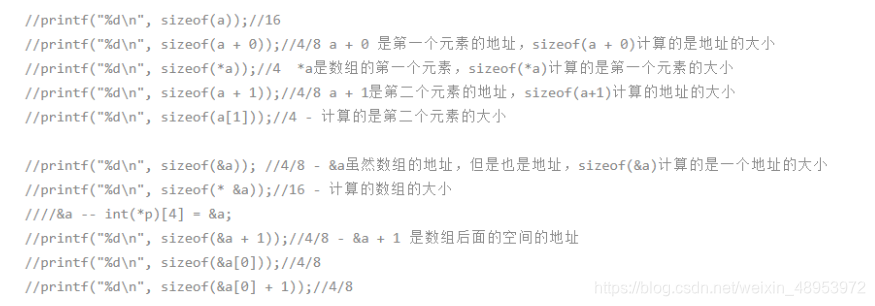 //printf("%d\n", sizeof(a));//16
//printf("%d\n", sizeof(a + 0));//4/8 a + 0 是第一个元素的地址，sizeof(a + 0)计算的是地址的大小
//printf("%d\n", sizeof(*a));//4  *a是数组的第一个元素，sizeof(*a)计算的是第一个元素的大小
//printf("%d\n", sizeof(a + 1));//4/8 a + 1是第二个元素的地址，sizeof(a+1)计算的地址的大小
//printf("%d\n", sizeof(a[1]));//4 - 计算的是第二个元素的大小
//printf("%d\n", sizeof(&a)); //4/8 - &a虽然数组的地址，但是也是地址，sizeof(&a)计算的是一个地址的大小
//printf("%d\n", sizeof(* &a));//16 - 计算的数组的大小
////&a -- int(*p)[4] = &a;
//printf("%d\n", sizeof(&a + 1));//4/8 - &a + 1 是数组后面的空间的地址
//printf("%d\n", sizeof(&a[0]));//4/8
//printf("%d\n", sizeof(&a[0] + 1));//4/8
https://blog.csdn.net/weixin_48953972